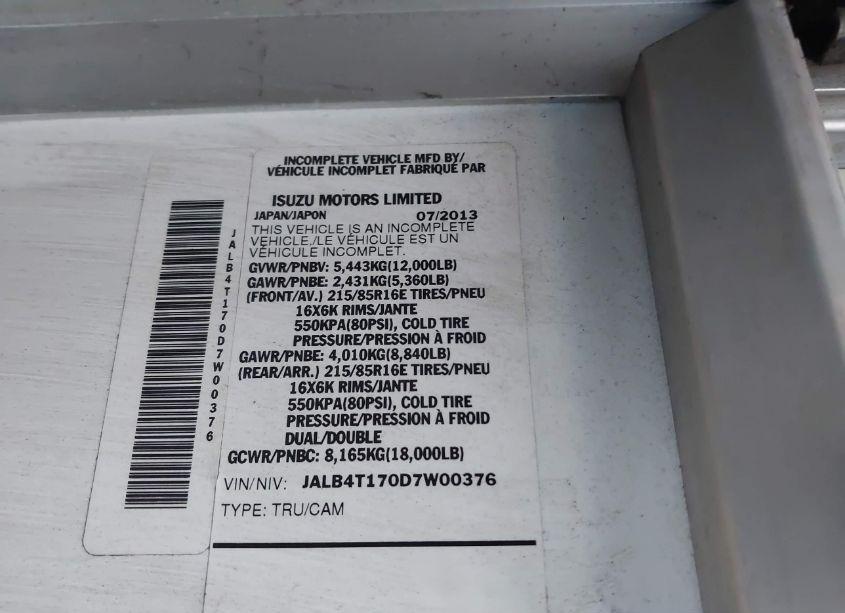 INCOMPLETE VEHICLE MFD BY/
VÉHICULE INCOMPLET FABRIQUÉ PAR
ISUZU MOTORS LIMITED
JAPAN/JAPON 07/2013
THIS VEHICLE IS AN INCOMPLETE
VEHICLE./LE VÉHICULE EST UN
VÉHICULE INCOMPLET.
GVWR/PNBV: 5,443KG(12,000LB)
GAWR/PNBE: 2,431KG(5,360LB)
(FRONT/AV.) 215/85R16E TIRES/PNEU
16X6K RIMS/JANTE
550KPA(80PSI), COLD TIRE
PRESSURE/PRESSION À FROID
GAWR/PNBE: 4,010KG(8,840LB)
(REAR/ARR.) 215/85R16E TIRES/PNEU
16X6K RIMS/JANTE
550KPA(80PSI), COLD TIRE
PRESSURE/PRESSION À FROID
DUAL/DOUBLE
GCWR/PNBC: 8,165KG(18,000LB)
VIN/NIV: JALB4T170D7W00376
TYPE: TRU/CAM
JALB4T170D7W00376